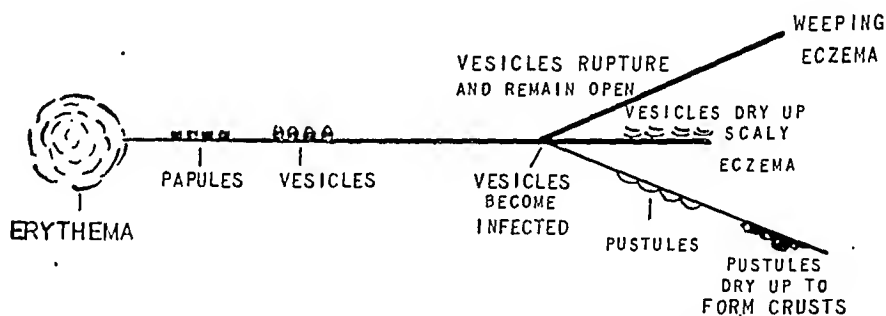 ERYTHEMA
PAPULES
VESICLES
VESICLES RUPTURE
AND REMAIN OPEN
WEEPING
ECZEMA
VESICLES DRY UP
SCALY
ECZEMA
VESICLES
BECOME
INFECTED
PUSTULES
PUSTULES
DRY UP TO
FORM CRUSTS